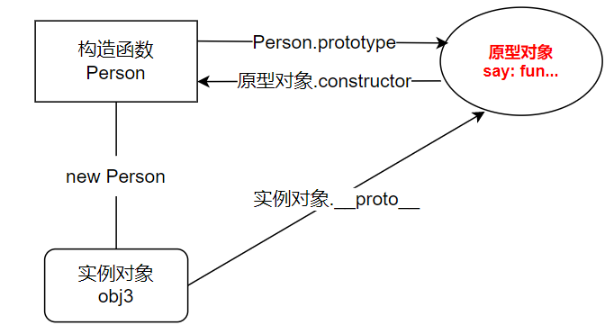 构造函数
Person
Person.prototype
原型对象
say: fun...
原型对象.constructor
new Person
实例对象.__proto__
实例对象
obj3